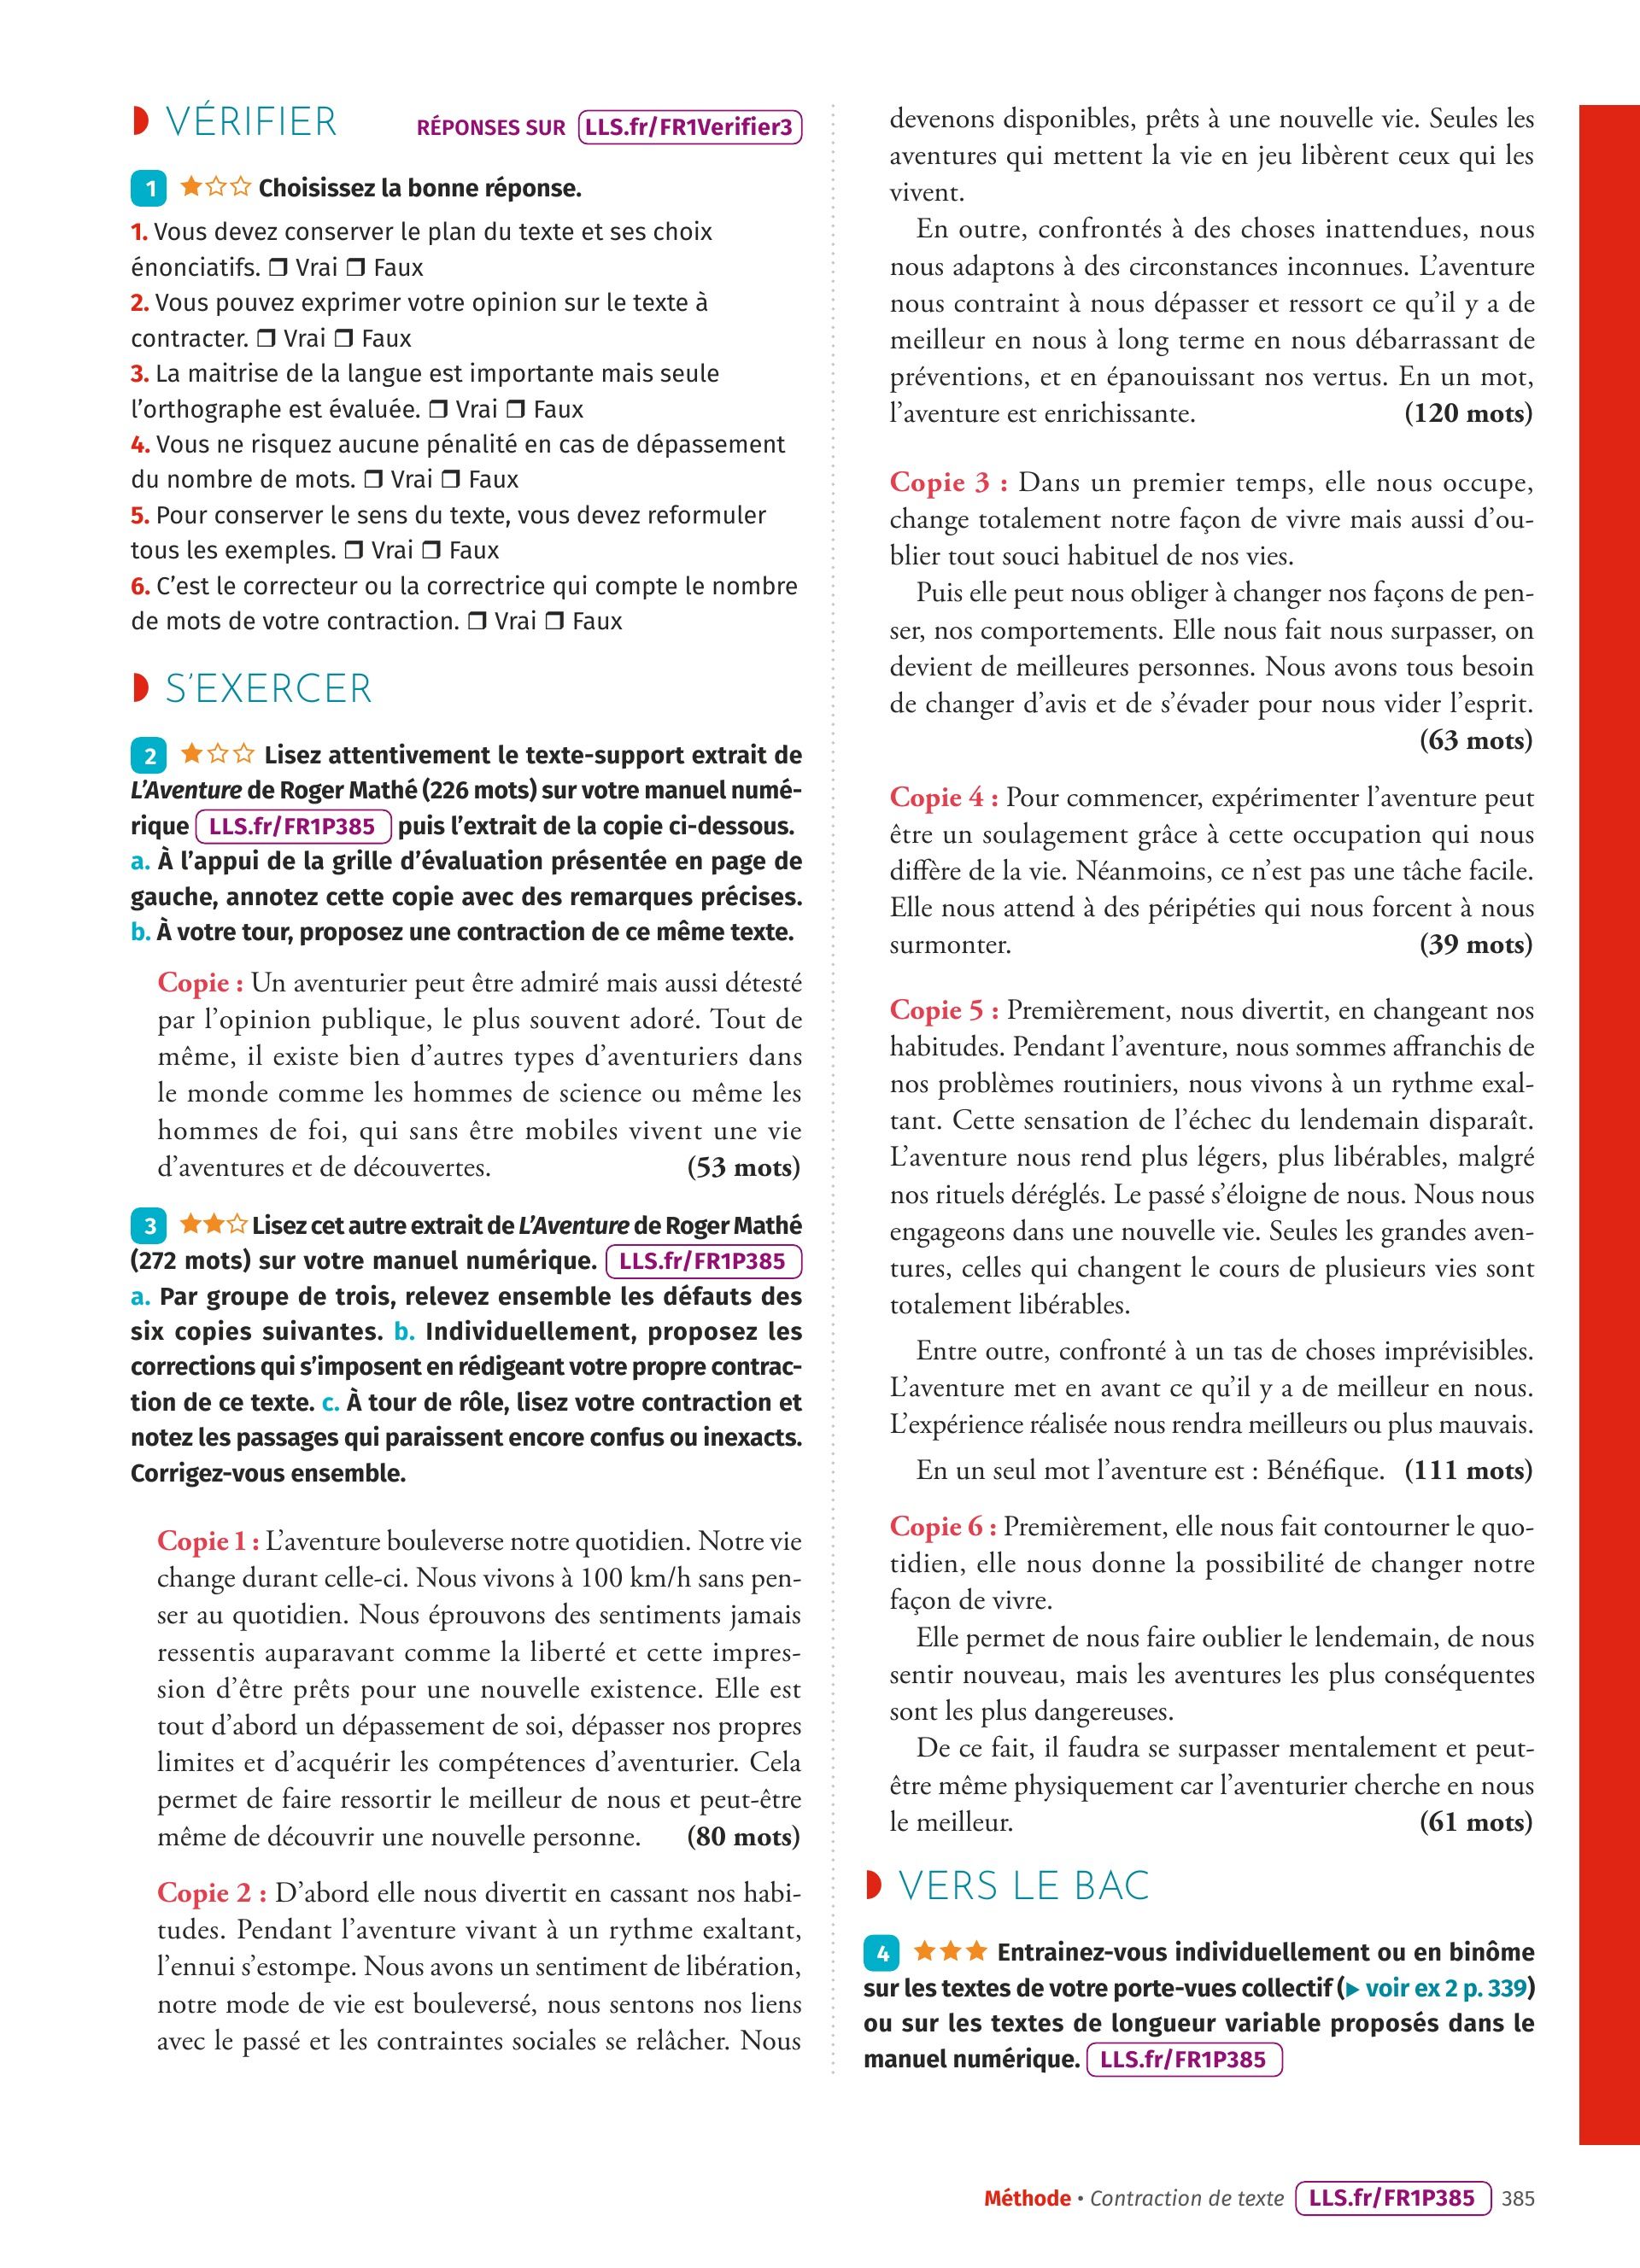 VÉRIFIER
RÉPONSES SUR LLS.fr/FR1Verifier3
1 ★☆☆ Choisissez la bonne réponse.
1. Vous devez conserver le plan du texte et ses choix
énonciatifs. ❒ Vrai ❒ Faux
2. Vous pouvez exprimer votre opinion sur le texte à
contracter. ❒ Vrai ❒ Faux
3. La maitrise de la langue est importante mais seule
l’orthographe est évaluée. ❒ Vrai ❒ Faux
4. Vous ne risquez aucune pénalité en cas de dépassement
du nombre de mots. ❒ Vrai ❒ Faux
5. Pour conserver le sens du texte, vous devez reformuler
tous les exemples. ❒ Vrai ❒ Faux
6. C’est le correcteur ou la correctrice qui compte le nombre
de mots de votre contraction. ❒ Vrai ❒ Faux
S’EXERCER
2 ★☆☆ Lisez attentivement le texte-support extrait de
L’Aventure de Roger Mathé (226 mots) sur votre manuel numé-
rique LLS.fr/FR1P385 puis l’extrait de la copie ci-dessous.
a. À l’appui de la grille d’évaluation présentée en page de
gauche, annotez cette copie avec des remarques précises.
b. À votre tour, proposez une contraction de ce même texte.
Copie : Un aventurier peut être admiré mais aussi détesté
par l’opinion publique, le plus souvent adoré. Tout de
même, il existe bien d’autres types d’aventuriers dans
le monde comme les hommes de science ou même les
hommes de foi, qui sans être mobiles vivent une vie
d’aventures et de découvertes. (53 mots)
3 ★★☆ Lisez cet autre extrait de L’Aventure de Roger Mathé
(272 mots) sur votre manuel numérique. LLS.fr/FR1P385
a. Par groupe de trois, relevez ensemble les défauts des
six copies suivantes. b. Individuellement, proposez les
corrections qui s’imposent en rédigeant votre propre contrac-
tion de ce texte. c. À tour de rôle, lisez votre contraction et
notez les passages qui paraissent encore confus ou inexacts.
Corrigez-vous ensemble.
Copie 1 : L’aventure bouleverse notre quotidien. Notre vie
change durant celle-ci. Nous vivons à 100 km/h sans pen-
ser au quotidien. Nous éprouvons des sentiments jamais
ressentis auparavant comme la liberté et cette impres-
sion d’être prêts pour une nouvelle existence. Elle est
tout d’abord un dépassement de soi, dépasser nos propres
limites et d’acquérir les compétences d’aventurier. Cela
permet de faire ressortir le meilleur de nous et peut-être
même de découvrir une nouvelle personne. (80 mots)
Copie 2 : D’abord elle nous divertit en cassant nos habi-
tudes. Pendant l’aventure vivant à un rythme exaltant,
l’ennui s’estompe. Nous avons un sentiment de libération,
notre mode de vie est bouleversé, nous sentons nos liens
avec le passé et les contraintes sociales se relâcher. Nous
devenons disponibles, prêts à une nouvelle vie. Seules les
aventures qui mettent la vie en jeu libèrent ceux qui les
vivent.
En outre, confrontés à des choses inattendues, nous
nous adaptons à des circonstances inconnues. L’aventure
nous contraint à nous dépasser et ressort ce qu’il y a de
meilleur en nous à long terme en nous débarrassant de
préventions, et en épanouissant nos vertus. En un mot,
l’aventure est enrichissante. (120 mots)
Copie 3 : Dans un premier temps, elle nous occupe,
change totalement notre façon de vivre mais aussi d’ou-
blier tout souci habituel de nos vies.
Puis elle peut nous obliger à changer nos façons de pen-
ser, nos comportements. Elle nous fait nous surpasser, on
devient de meilleures personnes. Nous avons tous besoin
de changer d’avis et de s’évader pour nous vider l’esprit.
(63 mots)
Copie 4 : Pour commencer, expérimenter l’aventure peut
être un soulagement grâce à cette occupation qui nous
diffère de la vie. Néanmoins, ce n’est pas une tâche facile.
Elle nous attend à des péripéties qui nous forcent à nous
surmonter. (39 mots)
Copie 5 : Premièrement, nous divertit, en changeant nos
habitudes. Pendant l’aventure, nous sommes affranchis de
nos problèmes routiniers, nous vivons à un rythme exal-
tant. Cette sensation de l’échec du lendemain disparaît.
L’aventure nous rend plus légers, plus libérables, malgré
nos rituels déréglés. Le passé s’éloigne de nous. Nous nous
engageons dans une nouvelle vie. Seules les grandes aven-
tures, celles qui changent le cours de plusieurs vies sont
totalement libérables.
Entre outre, confronté à un tas de choses imprévisibles.
L’aventure met en avant ce qu’il y a de meilleur en nous.
L’expérience réalisée nous rendra meilleurs ou plus mauvais.
En un seul mot l’aventure est : Bénéfique. (111 mots)
Copie 6 : Premièrement, elle nous fait contourner le quo-
tidien, elle nous donne la possibilité de changer notre
façon de vivre.
Elle permet de nous faire oublier le lendemain, de nous
sentir nouveau, mais les aventures les plus conséquentes
sont les plus dangereuses.
De ce fait, il faudra se surpasser mentalement et peut-
être même physiquement car l’aventurier cherche en nous
le meilleur. (61 mots)
VERS LE BAC
4 ★★★ Entrainez-vous individuellement ou en binôme
sur les textes de votre porte-vues collectif (▶ voir ex 2 p. 339)
ou sur les textes de longueur variable proposés dans le
manuel numérique. LLS.fr/FR1P385
Méthode • Contraction de texte LLS.fr/FR1P385 385